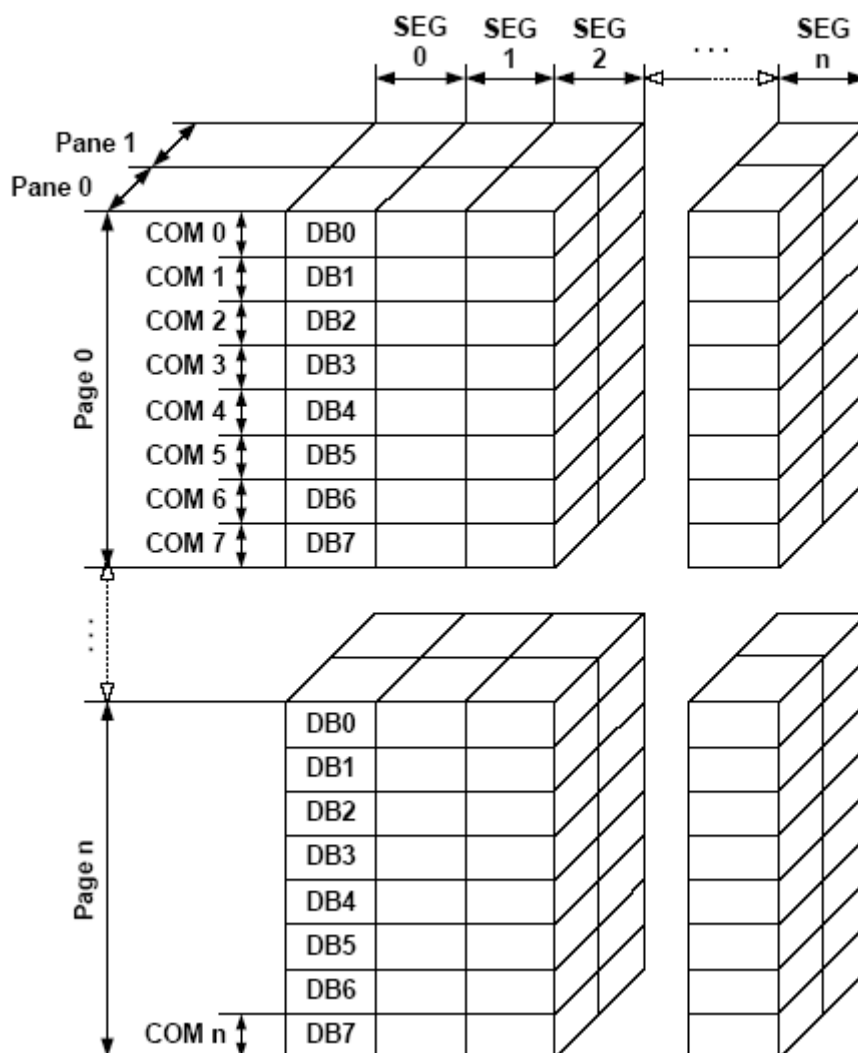 SEG 0
SEG 1
SEG 2
. . .
SEG n
Pane 1
Pane 0
Page 0
COM 0 DB0
COM 1 DB1
COM 2 DB2
COM 3 DB3
COM 4 DB4
COM 5 DB5
COM 6 DB6
COM 7 DB7
. . .
Page n
DB0
DB1
DB2
DB3
DB4
DB5
DB6
COM n DB7